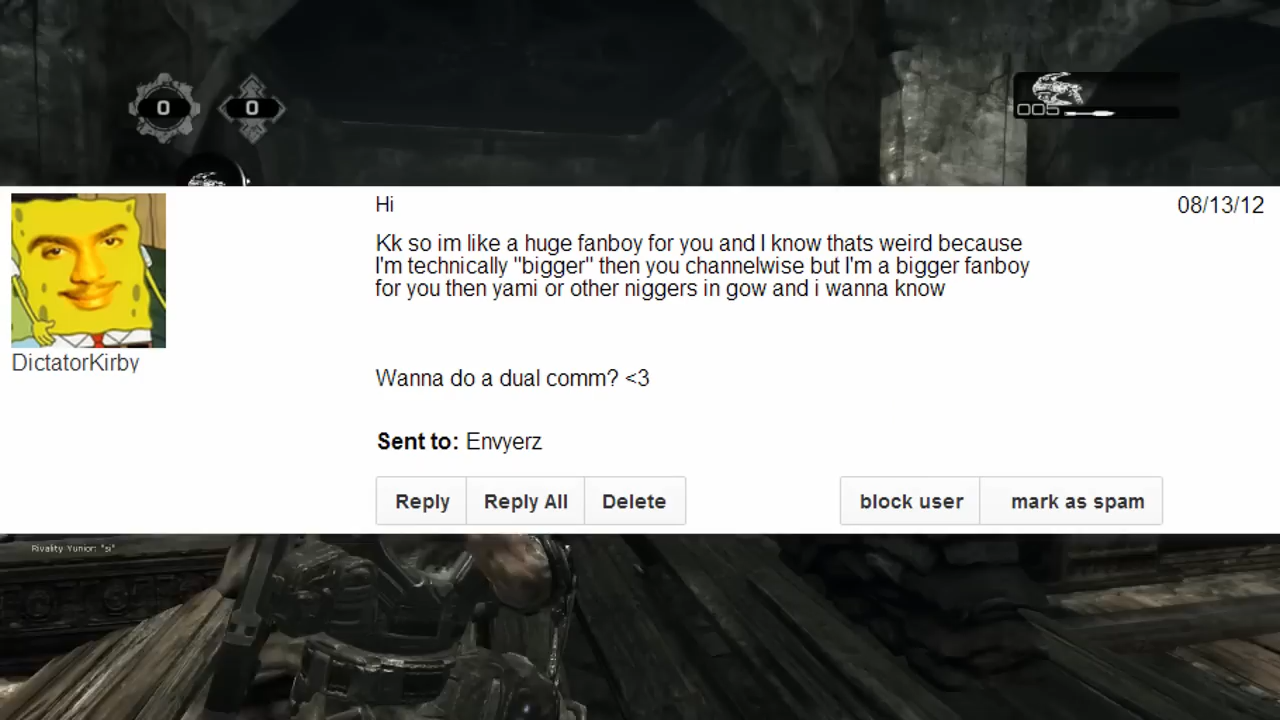 0
0
005
Hi
08/13/12
Kk so im like a huge fanboy for you and I know thats weird because
I'm technically "bigger" then you channelwise but I'm a bigger fanboy
for you then yami or other niggers in gow and i wanna know
Wanna do a dual comm? <3
DictatorKirby
Sent to: Envyerz
Reply
Reply All
Delete
block user
mark as spam
Rivality Yunior: "si"